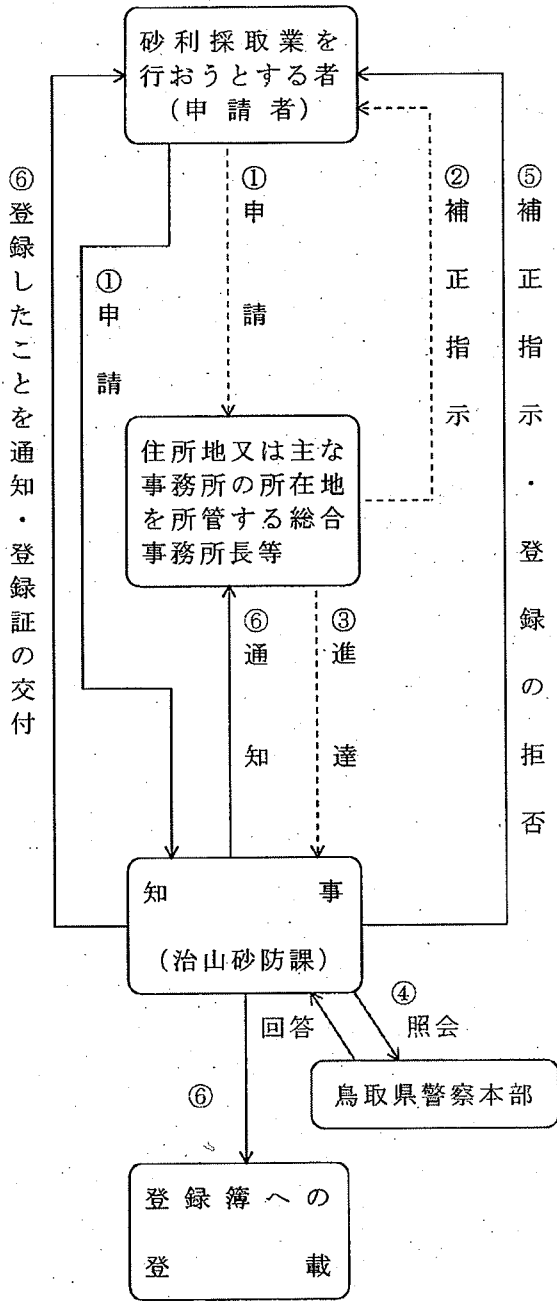 砂利採取業を
行おうとする者
(申請者)
⑥登録したことを通知・登録証の交付
①申請
①申請
②補正指示
⑤補正指示・登録の拒否
住所地又は主な
事務所の所在地
を所管する総合
事務所長等
⑥通知
③進達
知事
(治山砂防課)
④
回答
照会
鳥取県警察本部
⑥
登録簿への
登載